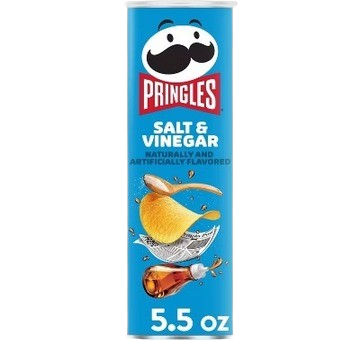 PRINGLES
SALT &
VINEGAR
NATURALLY AND
ARTIFICIALLY FLAVORED
5.5 OZ